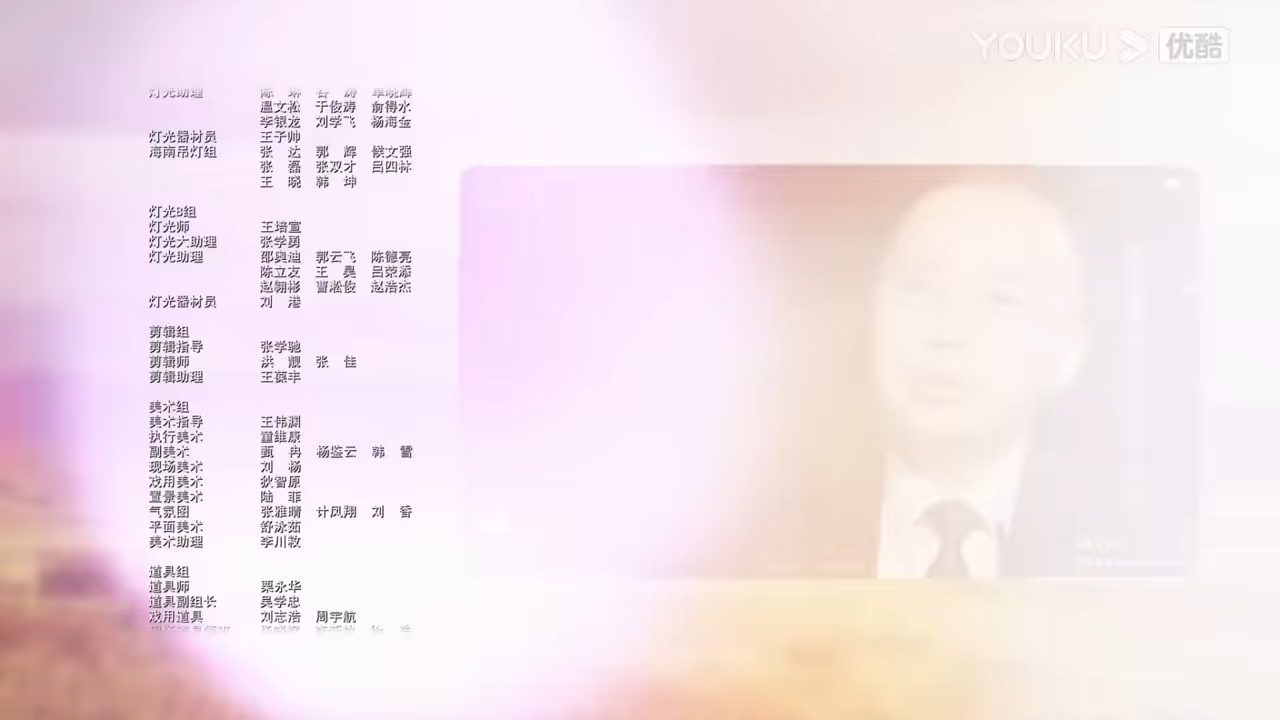 YOUKU 优酷
灯光助理
温文松 于俊涛 俞得水
李银龙 刘学飞 杨海金
灯光器材员 王子帅
海南吊灯组 张 达 郭 辉 候文强
张 磊 张双才 吕四林
王 晓 韩 坤
灯光B组
灯光师 王培宣
灯光大助理 张学勇
灯光助理 邵奥迪 郭云飞 陈德亮
陈立友 王 昊 吕荣添
赵翱彬 曹淞俊 赵浩杰
灯光器材员 刘 港
剪辑组
剪辑指导 张学驰
剪辑师 洪 靓 张 佳
剪辑助理 王葆丰
美术组
美术指导 王伟渊
执行美术 童维康
副美术 甄 冉 杨鉴云 韩 雪
现场美术 刘 杨
戏用美术 狄智原
置景美术 陆 菲
气氛图 张雅晴 计凤翔 刘 香
平面美术 舒泳茹
美术助理 李川牧
道具组
道具师 栗永华
道具副组长 吴学忠
戏用道具 刘志浩 周宇航